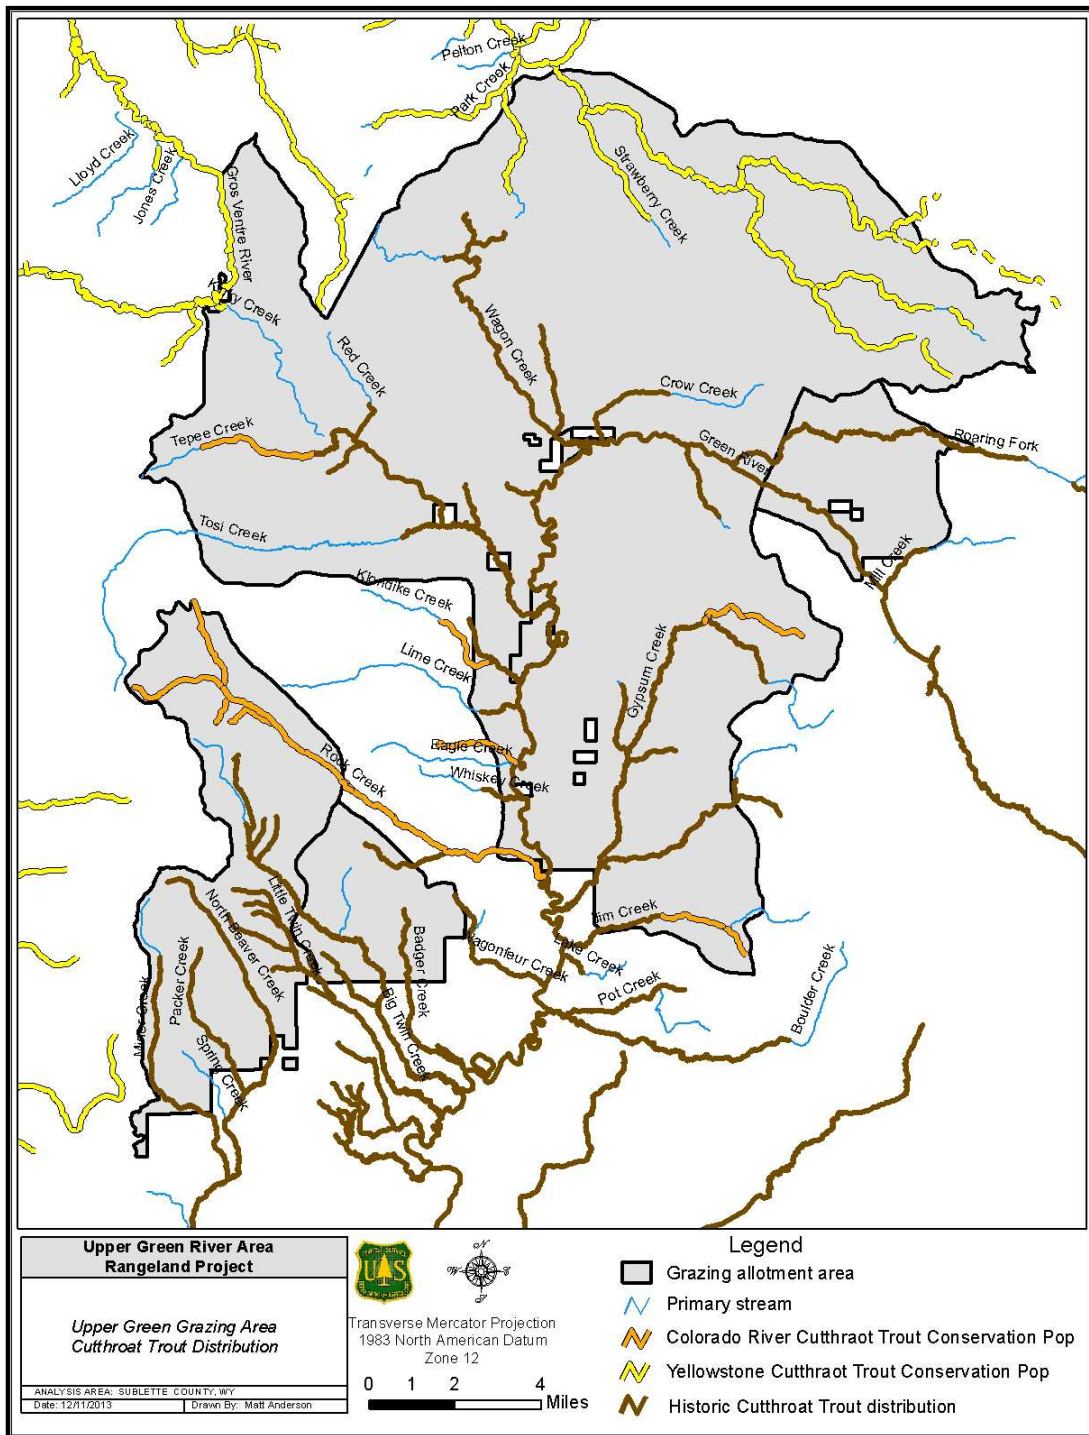 Pelton Creek
Park Creek
Lloyd Creek
Jones Creek
Strawberry Creek
Gros Ventre River
Kinky Creek
Wagon Creek
Red Creek
Crow Creek
Tepee Creek
Green River
Roaring Fork
Tosi Creek
Mill Creek
Klondike Creek
Lime Creek
Gypsum Creek
Eagle Creek
Rock Creek
Whiskey Creek
Little Twin Creek
North Beaver Creek
Jim Creek
Badger Creek
Wagonfeur Creek
Lake Creek
Packer Creek
Pot Creek
Boulder Creek
Miner Creek
Big Twin Creek
Spring Creek
Upper Green River Area
Rangeland Project
Upper Green Grazing Area
Cutthroat Trout Distribution
ANALYSIS AREA: SUBLETTE COUNTY, WY
Date: 12/11/2013
Drawn By: Matt Anderson
U S
N
W
Transverse Mercator Projection
1983 North American Datum
Zone 12
0 1 2 4
Miles
Legend
Grazing allotment area
Primary stream
Colorado River Cutthraot Trout Conservation Pop
Yellowstone Cutthraot Trout Conservation Pop
Historic Cutthraot Trout distribution